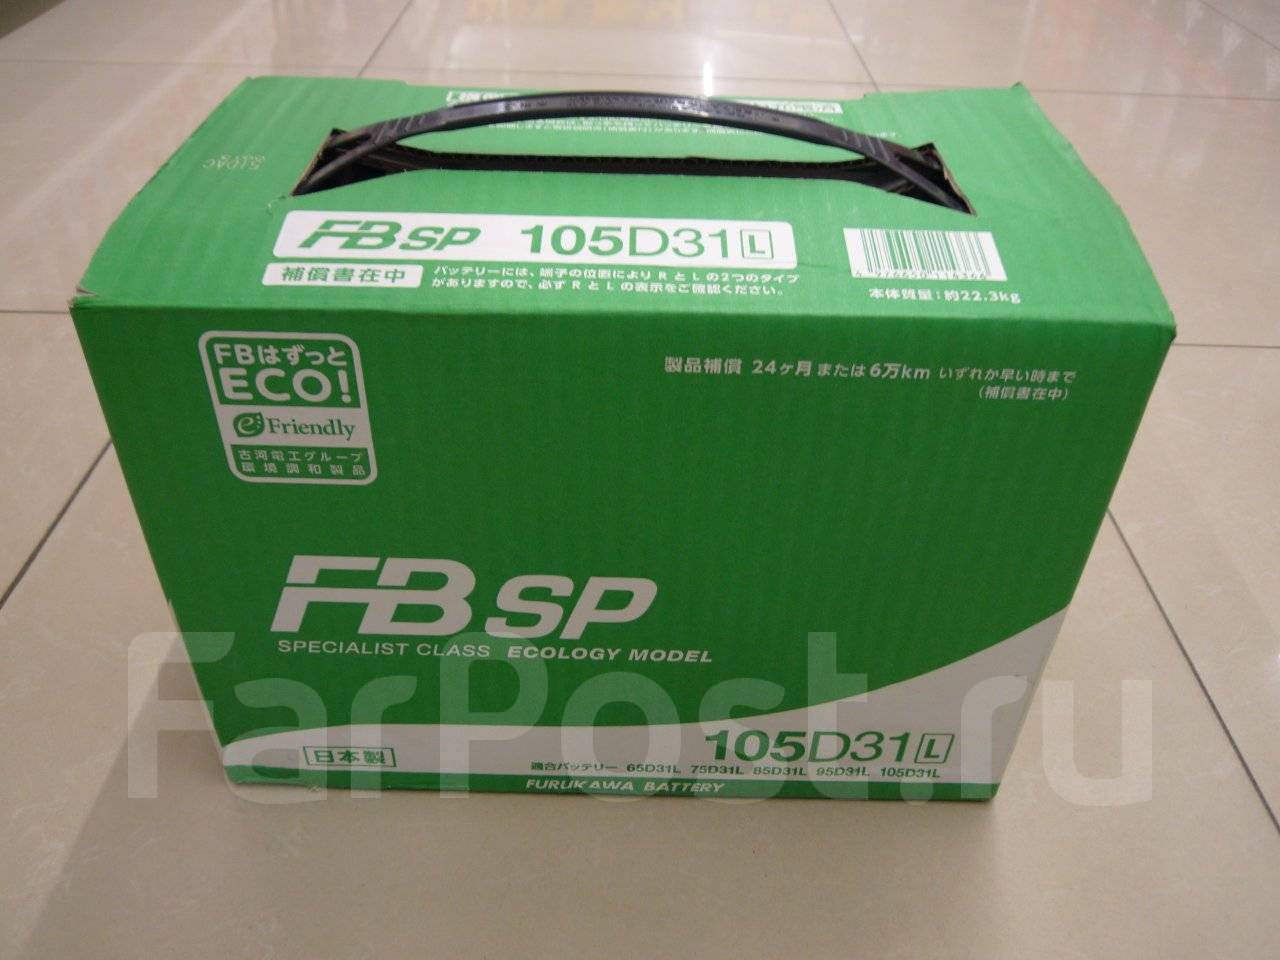 FB SP 105D31 L
補償書在中
バッテリーには、端子の位置により R と L の2つのタイプ
がありますので、必ず R と L の表示をご確認ください。
本体質量：約22.3kg
FBはずっと
ECO!
e Friendly
古河電工グループ
環境調和製品
製品補償 24ヶ月 または 6万km いずれか早い時まで
（補償書在中）
FB SP
SPECIALIST CLASS ECOLOGY MODEL
日本製
105D31 L
適合バッテリー 65D31L 75D31L 85D31L 95D31L 105D31L
FURUKAWA BATTERY
FarPost.ru